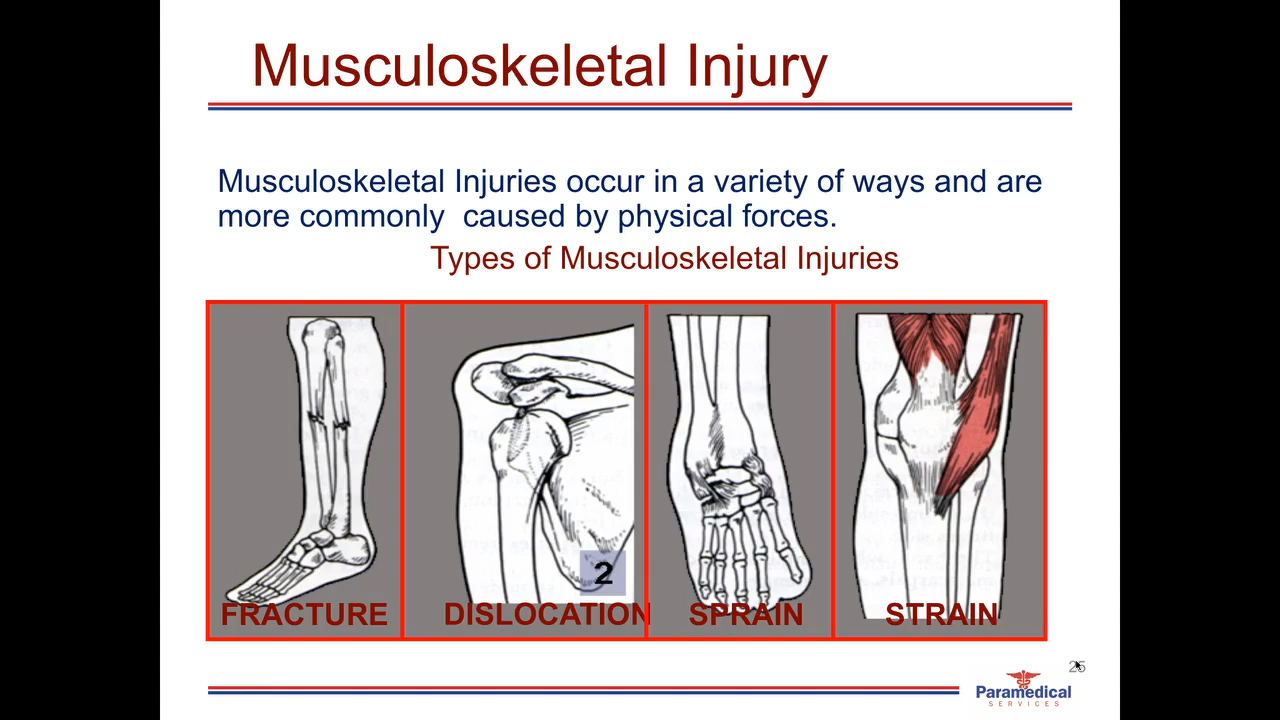 Musculoskeletal Injury
Musculoskeletal Injuries occur in a variety of ways and are
more commonly  caused by physical forces.
Types of Musculoskeletal Injuries
2
FRACTURE DISLOCATION SPRAIN STRAIN
25
Paramedical
SERVICES